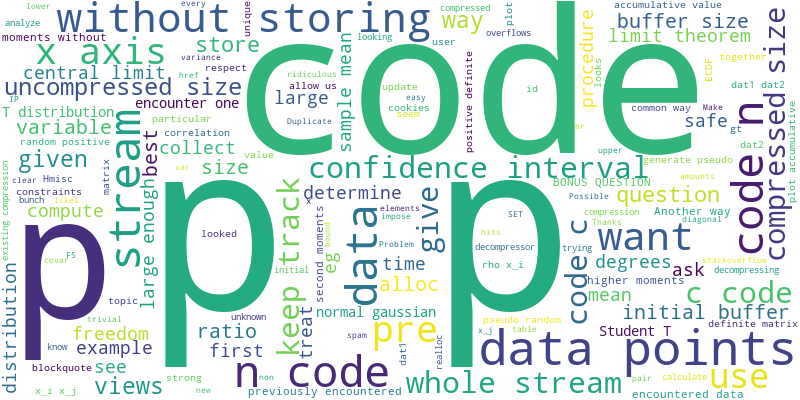 lower
analyze
moments without
without storing
unique
compressed
way
plot
overflows
accumulative value
buffer size
limit theorem
x axis
store
variance
href
looking
user
ECDF
together
code
central limit
respect
ridiculous
sample mean
update
easy
cookies
seem
positive definite
looks
procedure
uncompressed size
allow us
id
dat1 dat2
compressed size
IP
encounter one
large
Duplicate
common way
Make
safe
T distribution
particular
br
gt
variable
random positive
correlation
upper
dat2
code n
collect
value
generate pseudo
plot accumulative
given
best
size
var
confidence interval
amounts
clear
Hmisc
matrix
stream
determine
BONUS QUESTION
constraints
existing compression
bunch
likes
x
elements
Possible
compression
question
compute
large enough
keep track
data
give
impose
SET
Thanks
Another way
diagonal
p
p
p
looked
second moments
eg
bound
Problem
hits
code c
want
F5
covar
time
decompressor
trying
stackoverflow
decompressing
distribution
topic
unknown
initial
alloc
rho x_i
degrees
ask
higher moments
c code
trivial
normal gaussian
mean
freedom
ratio
treat
pre
pseudo random
initial buffer
know
example
first
spam
dat1
realloc
x_j
table
Student T
definite matrix
blockquote
see
n code
data points
views
strong
previously encountered
whole stream
pair
calculate
use
x_i x_j
new
non
encountered data